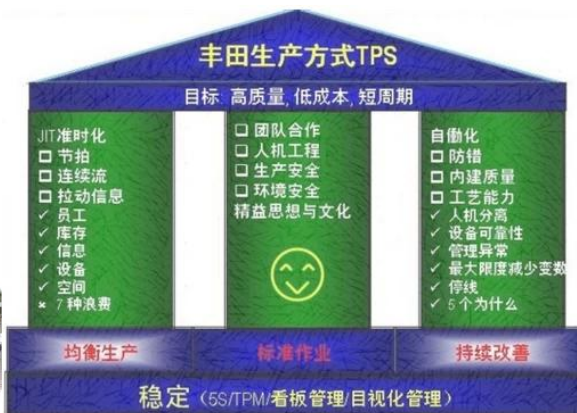 丰田生产方式TPS
目标: 高质量, 低成本, 短周期
JIT准时化
□ 节拍
□ 连续流
□ 拉动信息
✓ 员工
✓ 库存
✓ 信息
✓ 设备
✓ 空间
× 7种浪费
□ 团队合作
□ 人机工程
□ 生产安全
□ 环境安全
精益思想与文化
自働化
□ 防错
□ 内建质量
□ 工艺能力
✓ 人机分离
✓ 设备可靠性
✓ 管理异常
✓ 最大限度减少变数
✓ 停线
✓ 5个为什么
均衡生产
标准作业
持续改善
稳定（5S/TPM/看板管理/目视化管理）